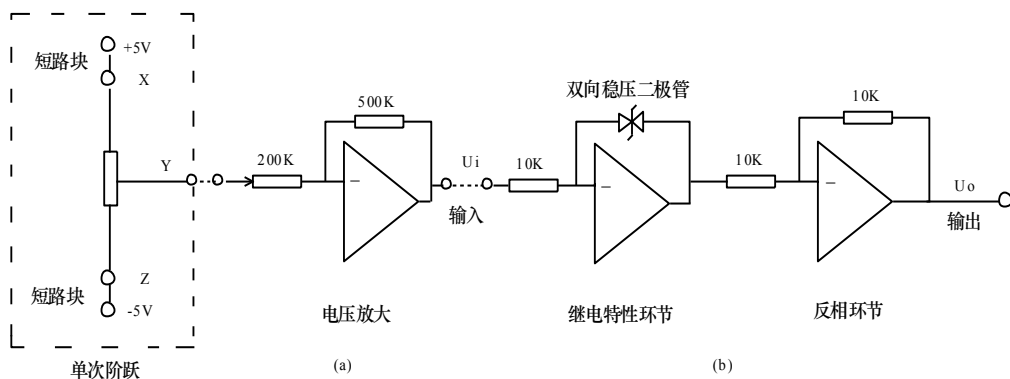 +5V
短路块
X
Y
Z
短路块
-5V
单次阶跃
200K
500K
−
电压放大
(a)
Ui
输入
10K
双向稳压二极管
−
继电特性环节
(b)
10K
10K
−
反相环节
Uo
输出